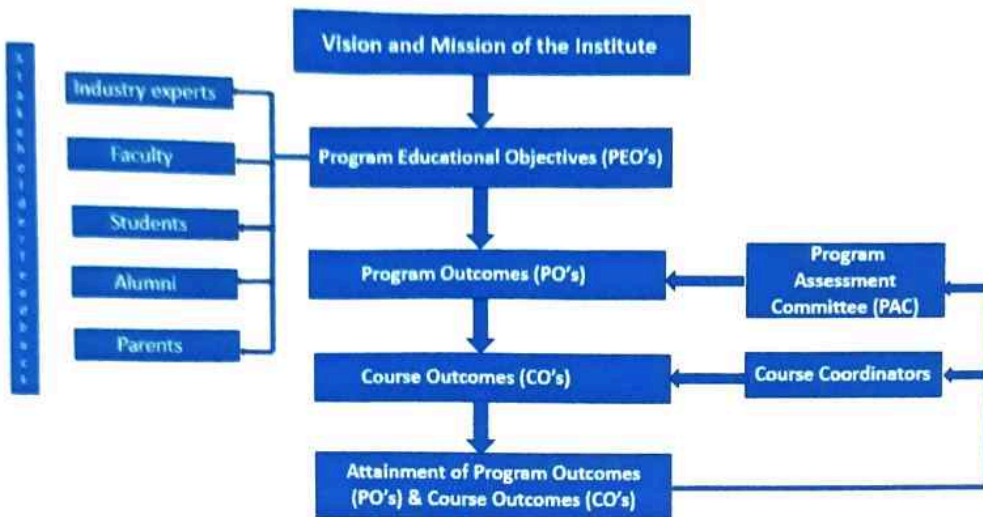 Vision and Mission of the Institute
Industry experts
Faculty
Students
Alumni
Parents
Program Educational Objectives (PEO's)
Program Outcomes (PO's)
Program
Assessment
Committee (PAC)
Course Outcomes (CO's)
Course Coordinators
Attainment of Program Outcomes
(PO's) & Course Outcomes (CO's)